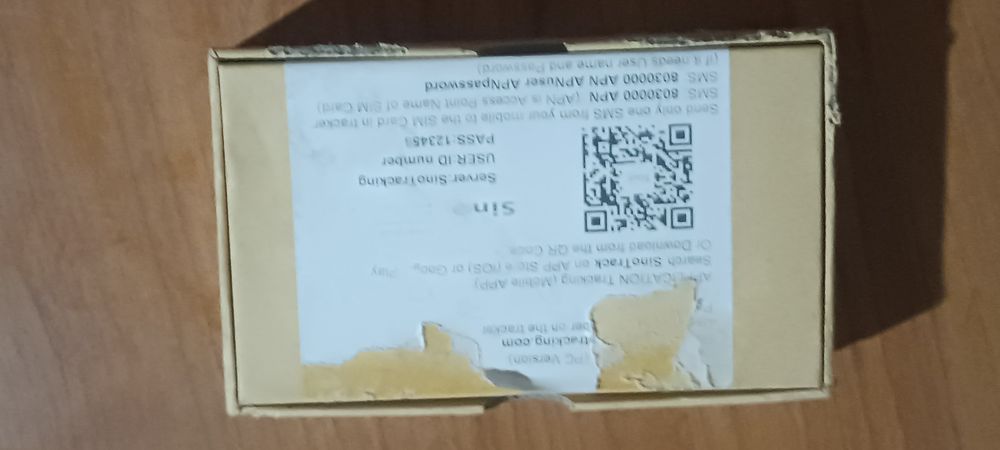 (PC Version)
tracking.com
ber on the tracker
APPLICATION Tracking (Mobile APP)
Search SinoTrack on APP Store (IOS) or Goog Play
Or Download from the QR Code
Sin
Server:SinoTracking
USER ID number
PASS:123456
Send only one SMS from your mobile to the SIM Card in tracker
SMS 8030000 APN (APN is Access Point Name of SIM Card)
SMS 8030000 APN APNuser APNpassword
(if it needs User name and Password)